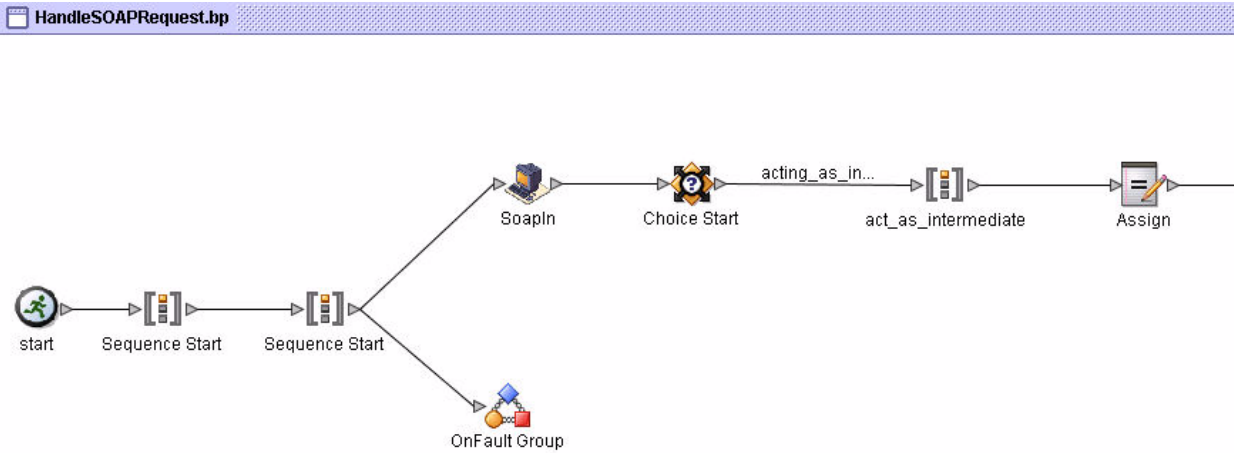 HandleSOAPRequest.bp
acting_as_in...
SoapIn
Choice Start
act_as_intermediate
Assign
start
Sequence Start
Sequence Start
OnFault Group